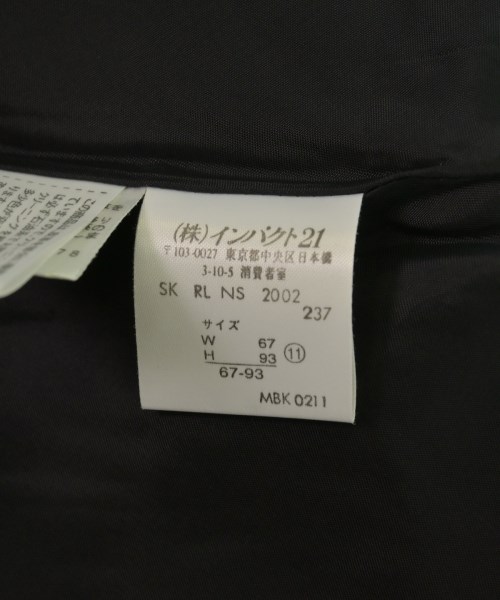 (株)インパクト21
〒103-0027 東京都中央区日本橋
3-10-5 消費者室
SK RL NS 2002
237
サイズ
W 67
H 93 ⑪
67-93
MBK 0211